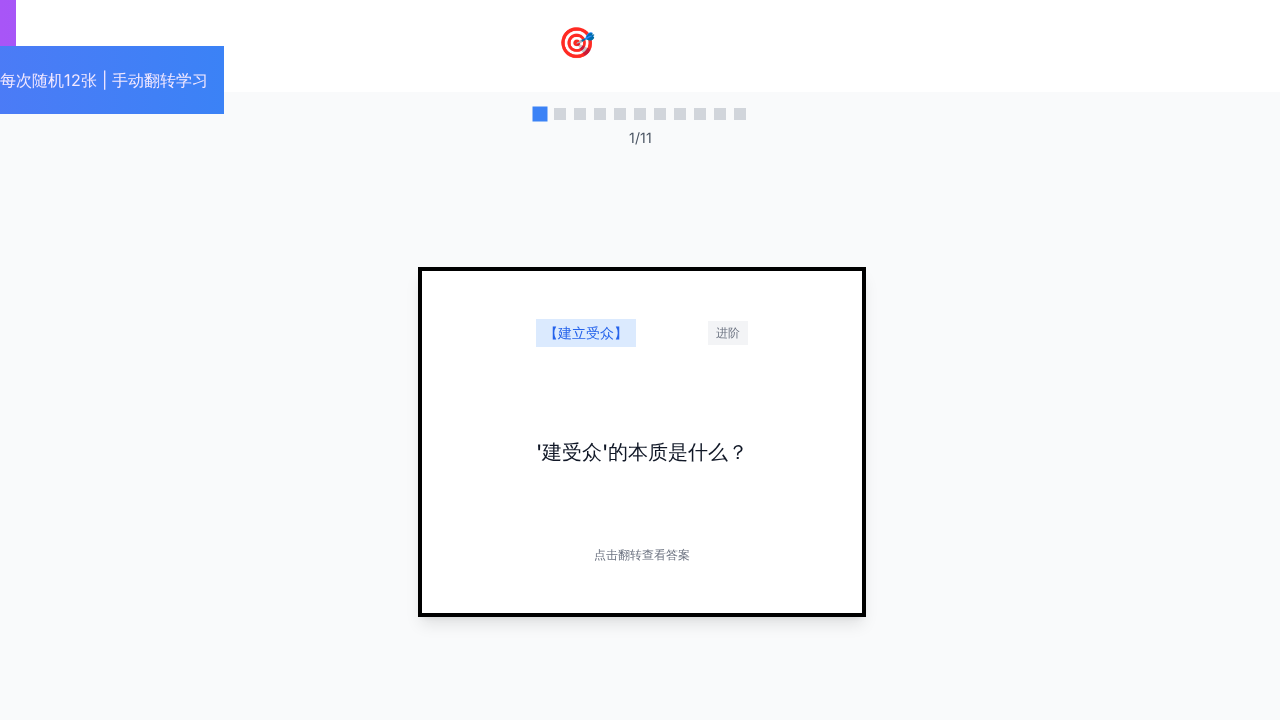 每次随机12张 | 手动翻转学习
1/11
【建立受众】
进阶
'建受众'的本质是什么？
点击翻转查看答案